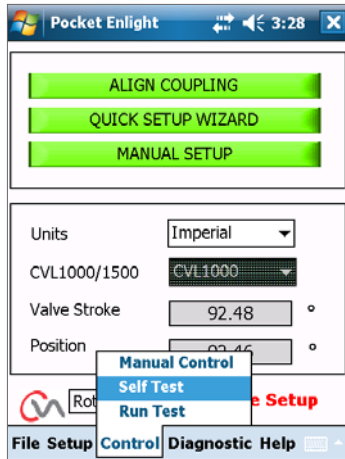 Pocket Enlight 3:28
ALIGN COUPLING
QUICK SETUP WIZARD
MANUAL SETUP
Units Imperial
CVL1000/1500 CVL1000
Valve Stroke 92.48 °
Position °
Manual Control
Self Test
Run Test
Setup
File Setup Control Diagnostic Help